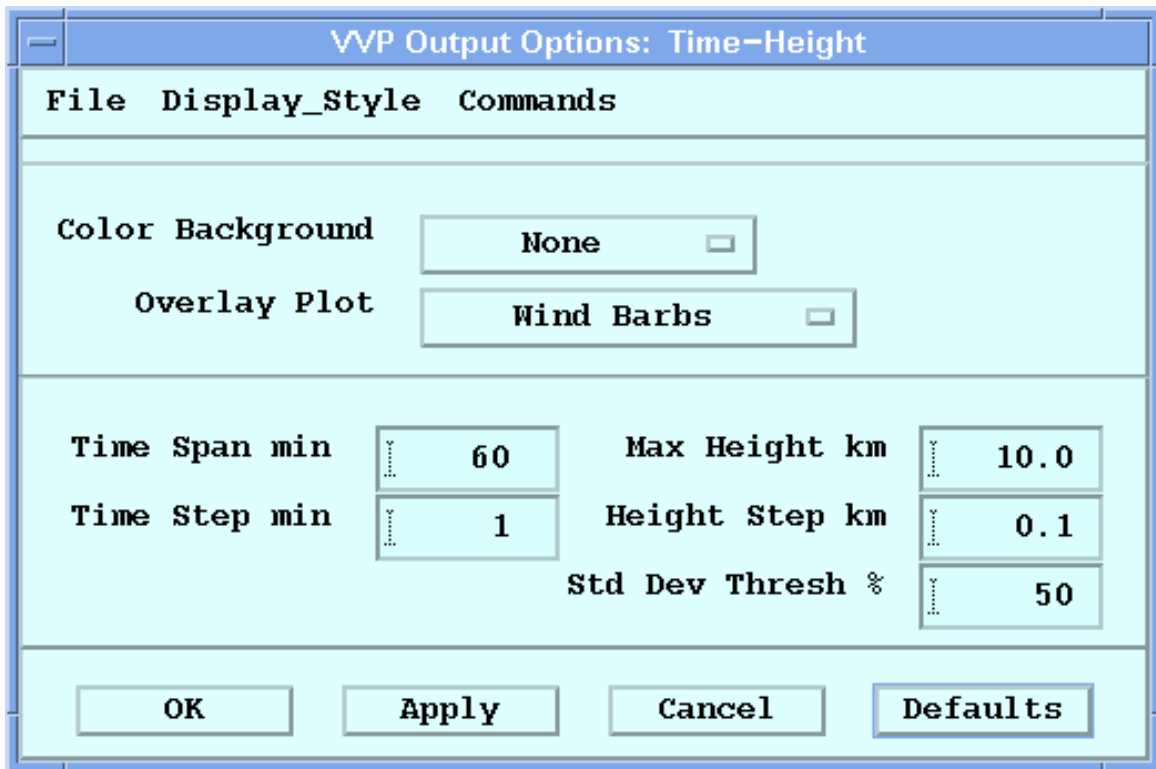 VVP Output Options: Time-Height
File Display_Style Commands
Color Background None
Overlay Plot Wind Barbs
Time Span min 60 Max Height km 10.0
Time Step min 1 Height Step km 0.1
Std Dev Thresh % 50
OK Apply Cancel Defaults